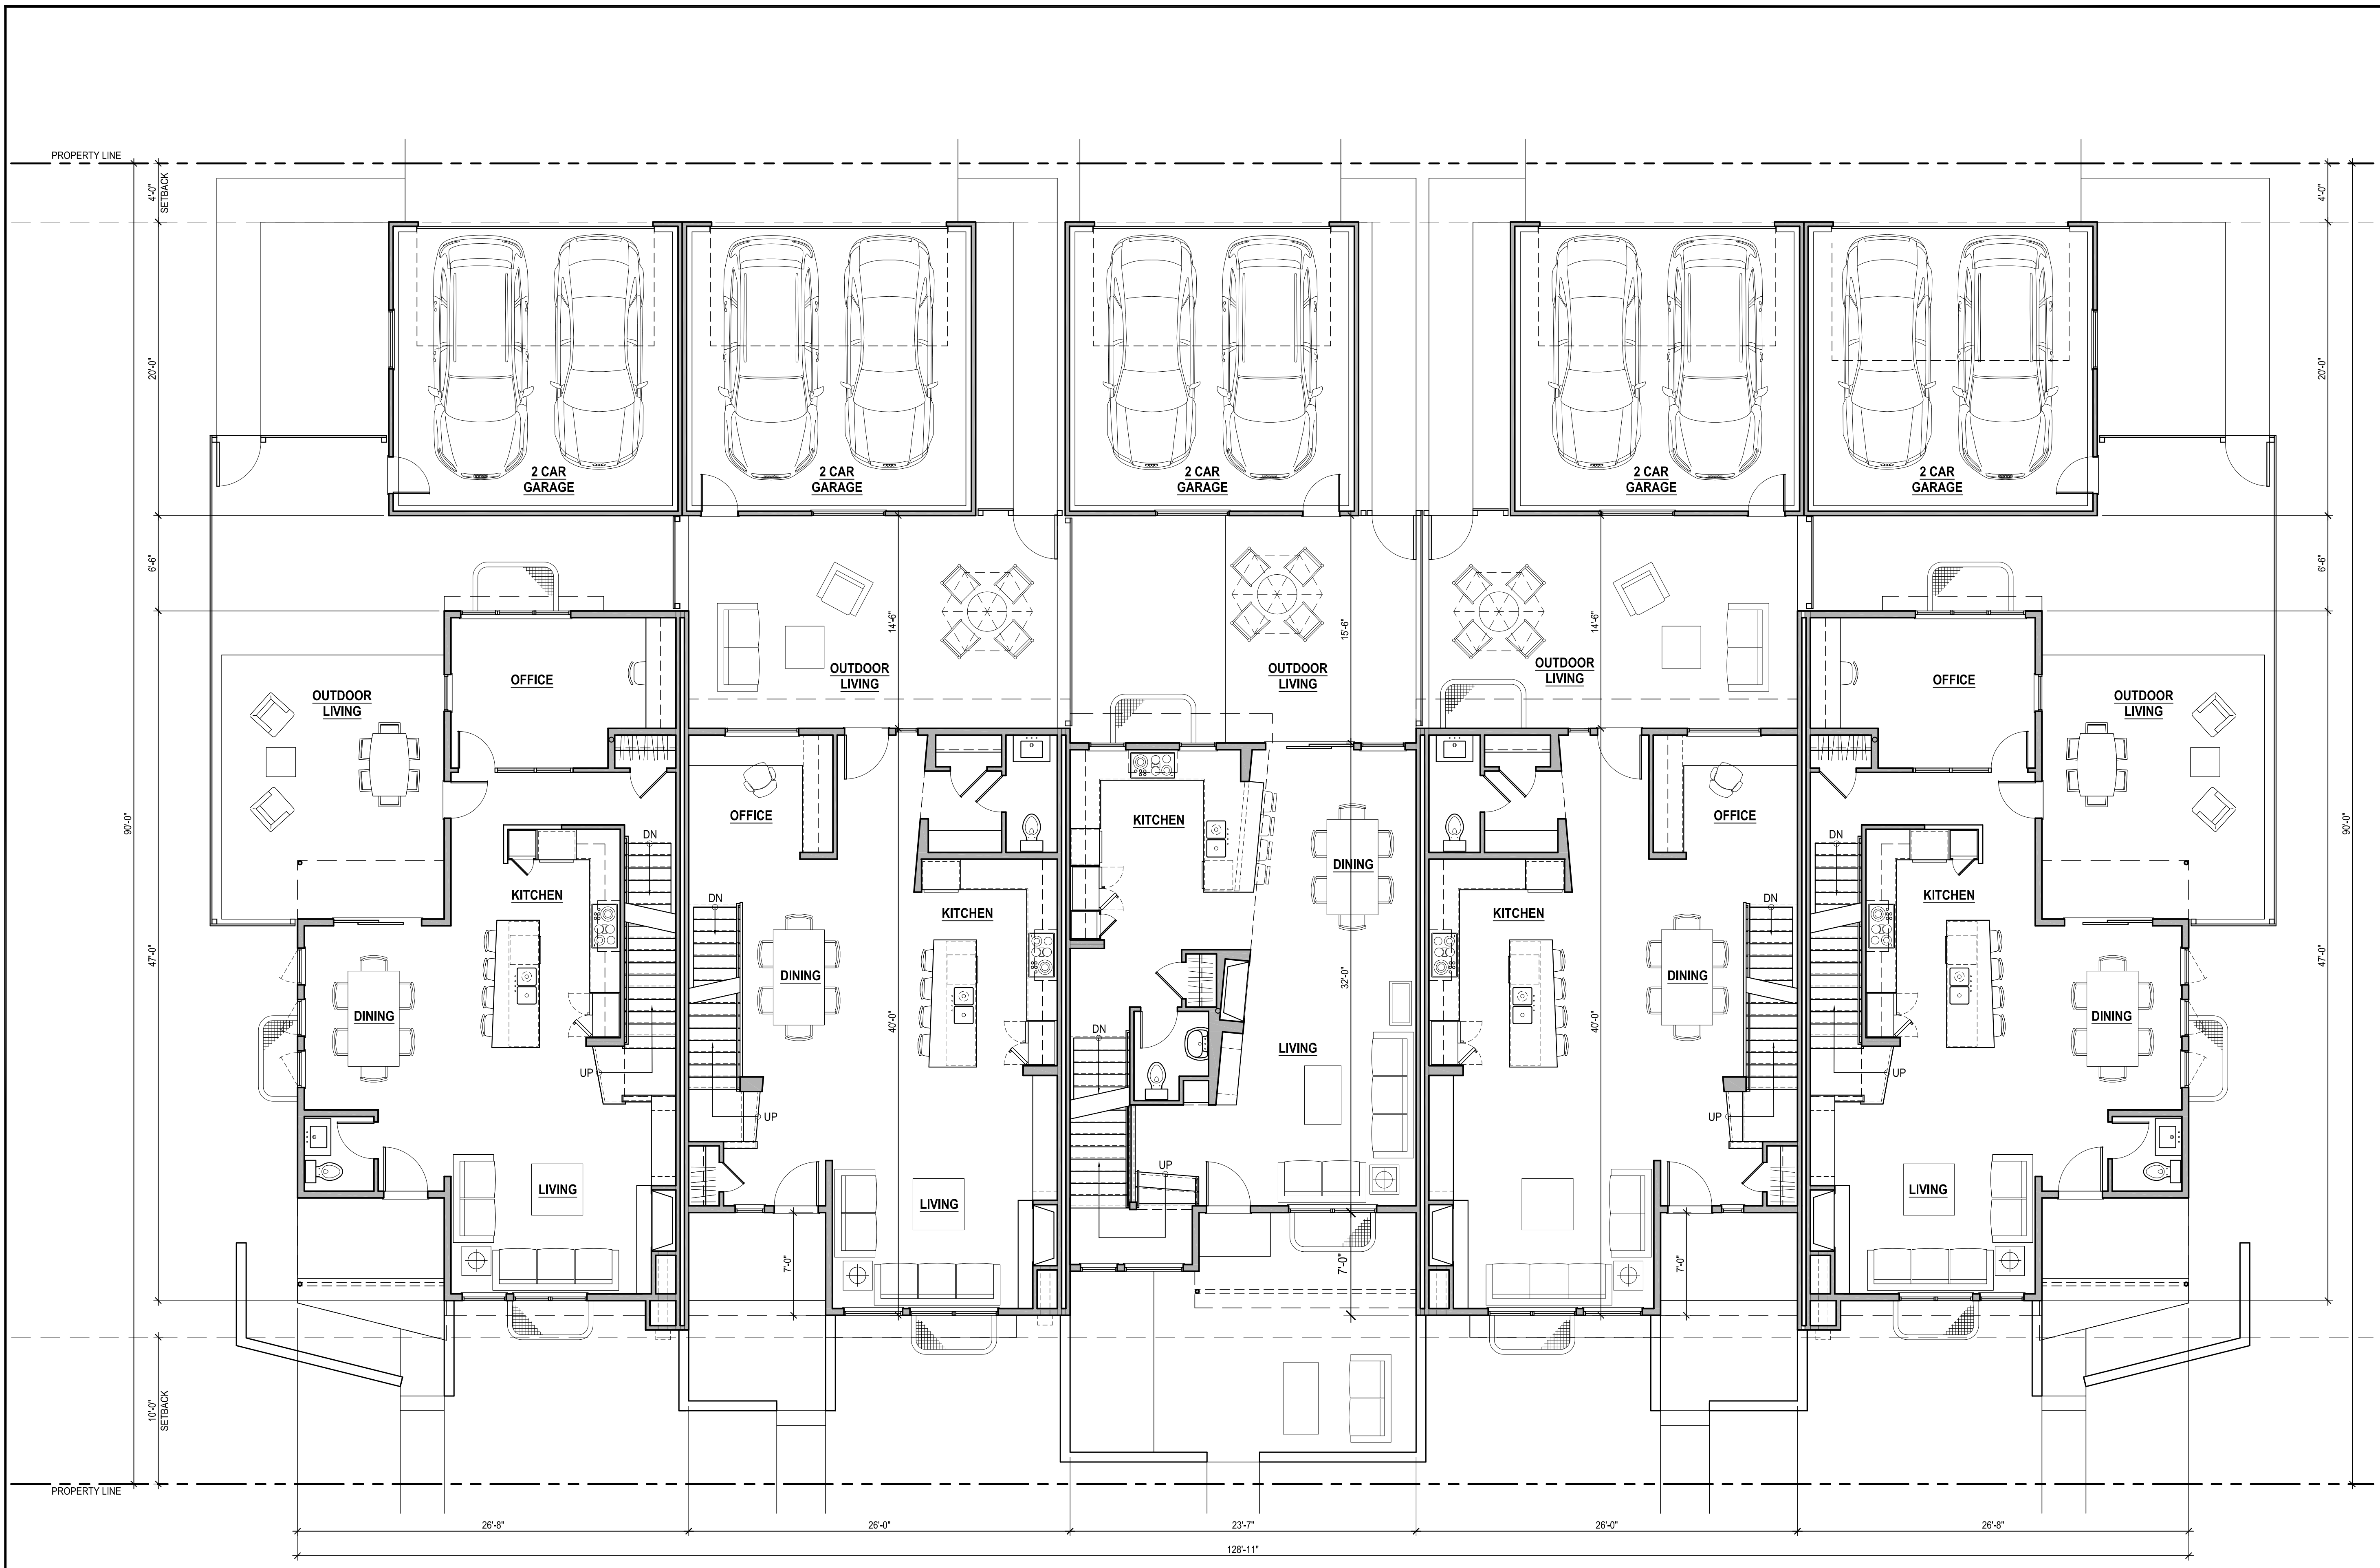 PROPERTY LINE
4'-0"
SETBACK
4'-0"
20'-0"
20'-0"
2 CAR
GARAGE
2 CAR
GARAGE
2 CAR
GARAGE
2 CAR
GARAGE
2 CAR
GARAGE
6'-6"
6'-6"
14'-6"
15'-6"
14'-6"
OUTDOOR
LIVING
OFFICE
OUTDOOR
LIVING
OUTDOOR
LIVING
OUTDOOR
LIVING
OFFICE
OUTDOOR
LIVING
90'-0"
OFFICE
KITCHEN
OFFICE
90'-0"
DN
DINING
DN
KITCHEN
DN
KITCHEN
KITCHEN
DN
KITCHEN
47'-0"
DINING
32'-0"
DINING
47'-0"
DINING
40'-0"
DN
LIVING
40'-0"
DINING
UP
UP
UP
UP
UP
LIVING
LIVING
LIVING
7'-0"
7'-0"
7'-0"
10'-0"
SETBACK
PROPERTY LINE
26'-8"
26'-0"
23'-7"
26'-0"
26'-8"
128'-11"